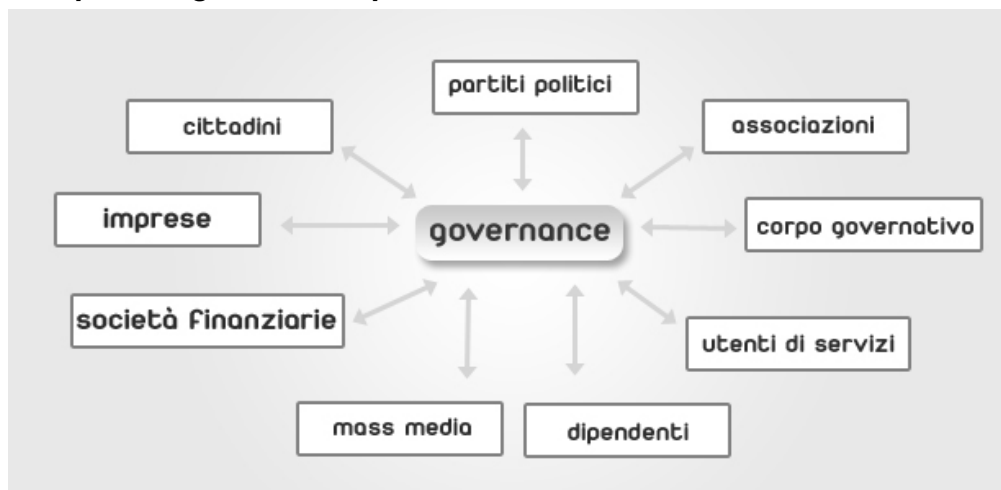 partiti politici
cittadini
associazioni
imprese
governance
corpo governativo
società finanziarie
utenti di servizi
mass media
dipendenti